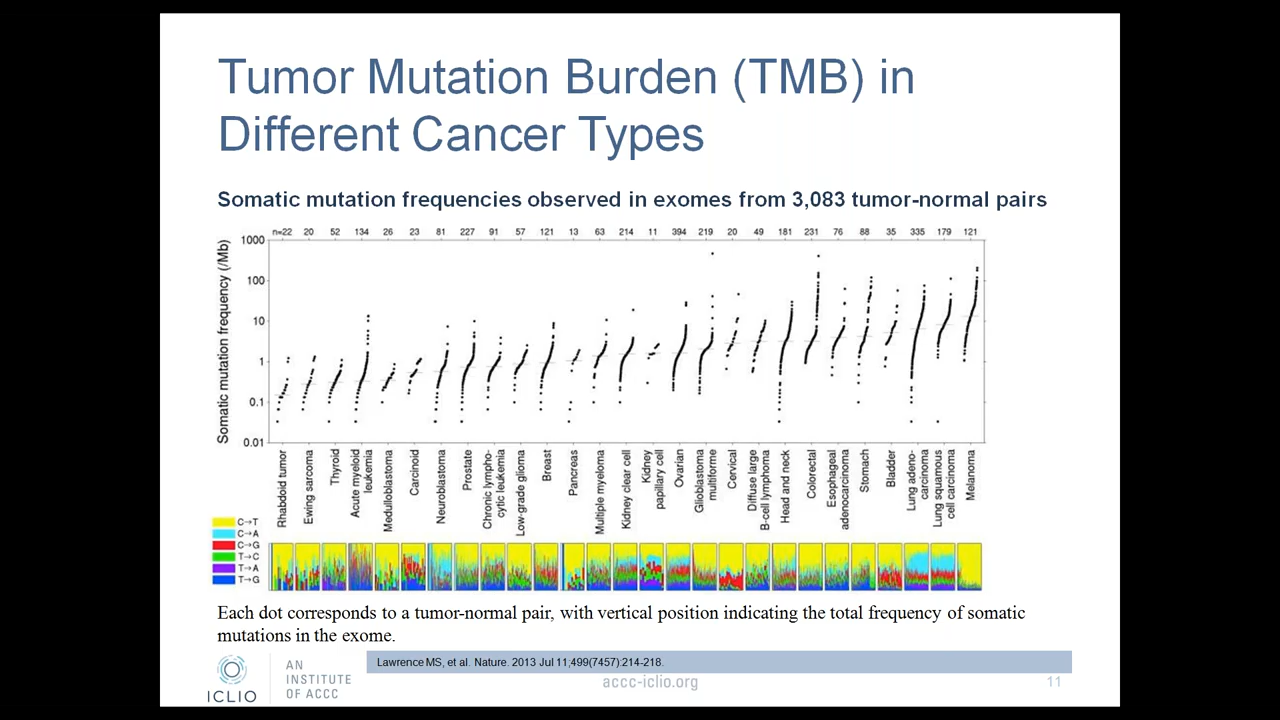 Tumor Mutation Burden (TMB) in
Different Cancer Types
Somatic mutation frequencies observed in exomes from 3,083 tumor-normal pairs
n=22 20 52 134 26 23 81 227 91 57 121 13 63 214 11 394 219 20 49 181 231 76 88 35 335 179 121
Somatic mutation frequency (/Mb)
1000
100
10
1
0.1
0.01
Rhabdoid tumor
Ewing sarcoma
Thyroid
Acute myeloid
leukemia
Medulloblastoma
Carcinoid
Neuroblastoma
Prostate
Chronic lympho-
cytic leukemia
Low-grade glioma
Breast
Pancreas
Multiple myeloma
Kidney clear cell
Kidney
papillary cell
Ovarian
Glioblastoma
multiforme
Cervical
Diffuse large
B-cell lymphoma
Head and neck
Colorectal
Esophageal
adenocarcinoma
Stomach
Bladder
Lung adeno-
carcinoma
Lung squamous
cell carcinoma
Melanoma
C→T
C→A
C→G
T→C
T→A
T→G
Each dot corresponds to a tumor-normal pair, with vertical position indicating the total frequency of somatic
mutations in the exome.
Lawrence MS, et al. Nature. 2013 Jul 11;499(7457):214-218.
ICLIO
AN
INSTITUTE
OF ACCC
accc-iclio.org
11